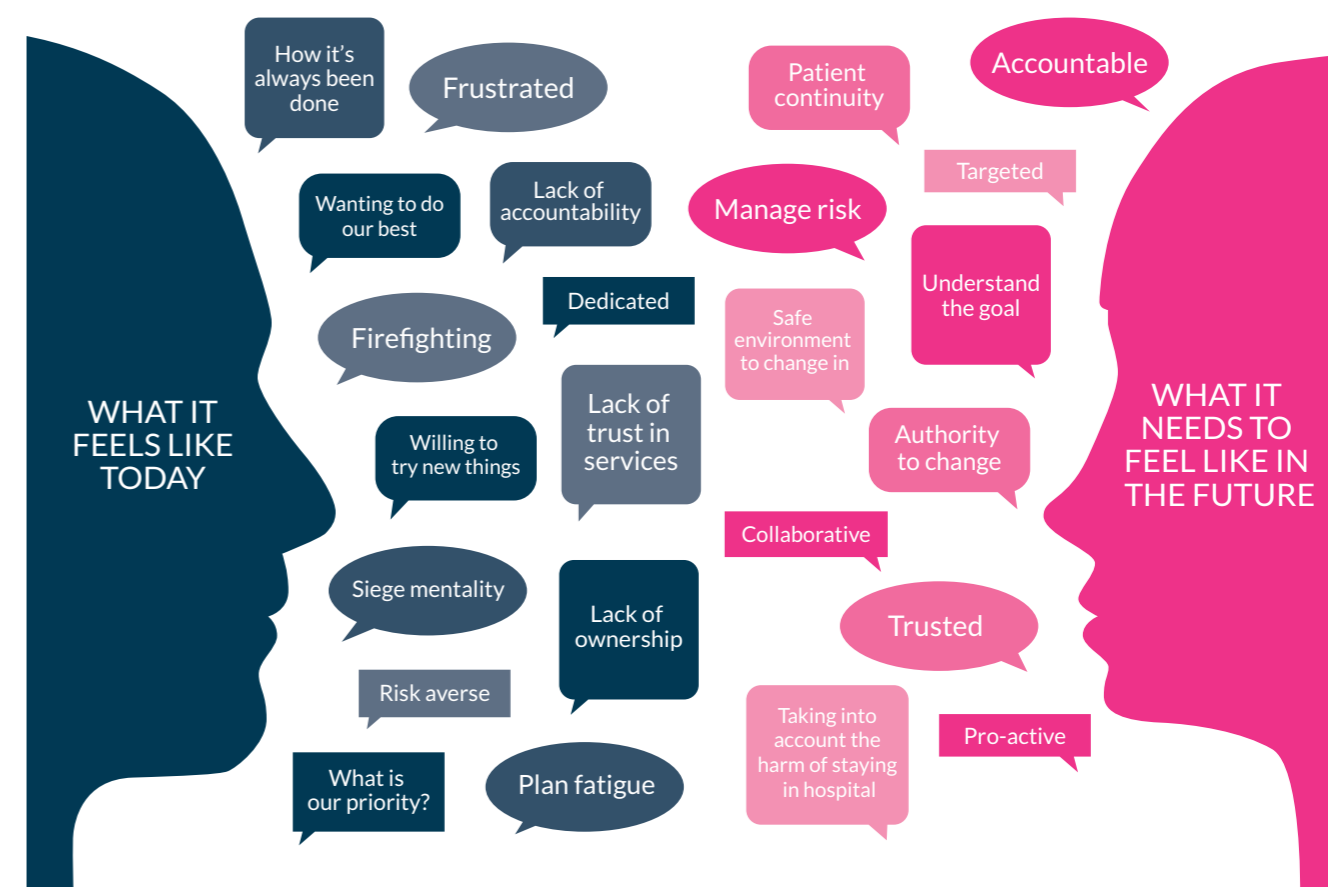 WHAT IT
FEELS LIKE
TODAY
How it's
always been
done
Frustrated
Wanting to do
our best
Lack of
accountability
Dedicated
Firefighting
Lack of
trust in
services
Willing to
try new things
Siege mentality
Lack of
ownership
Risk averse
What is
our priority?
Plan fatigue
Patient
continuity
Accountable
Targeted
Manage risk
Understand
the goal
Safe
environment
to change in
Authority
to change
Collaborative
Trusted
Taking into
account the
harm of staying
in hospital
Pro-active
WHAT IT
NEEDS TO
FEEL LIKE IN
THE FUTURE